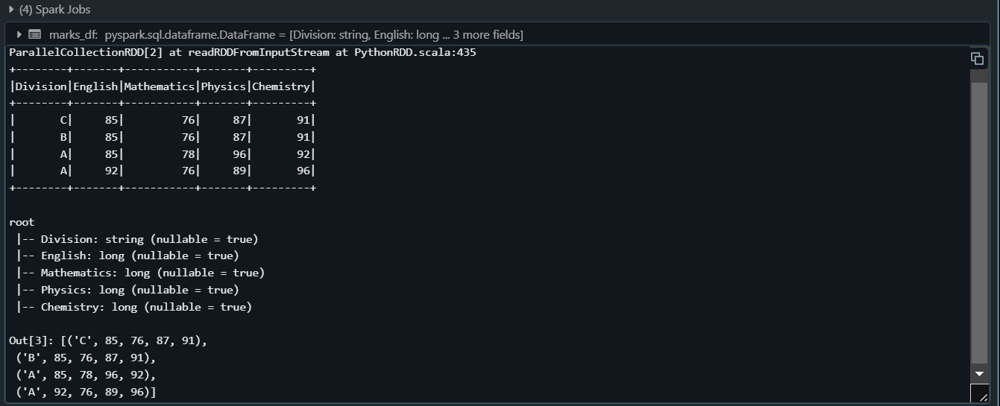 (4) Spark Jobs
marks_df: pyspark.sql.dataframe.DataFrame = [Division: string, English: long ... 3 more fields]
ParallelCollectionRDD[2] at readRDDFromInputStream at PythonRDD.scala:435
+--------+-------+-----------+-------+---------+
|Division|English|Mathematics|Physics|Chemistry|
+--------+-------+-----------+-------+---------+
|       C|     85|         76|     87|       91|
|       B|     85|         76|     87|       91|
|       A|     85|         78|     96|       92|
|       A|     92|         76|     89|       96|
+--------+-------+-----------+-------+---------+
root
 |-- Division: string (nullable = true)
 |-- English: long (nullable = true)
 |-- Mathematics: long (nullable = true)
 |-- Physics: long (nullable = true)
 |-- Chemistry: long (nullable = true)
Out[3]: [('C', 85, 76, 87, 91),
 ('B', 85, 76, 87, 91),
 ('A', 85, 78, 96, 92),
 ('A', 92, 76, 89, 96)]